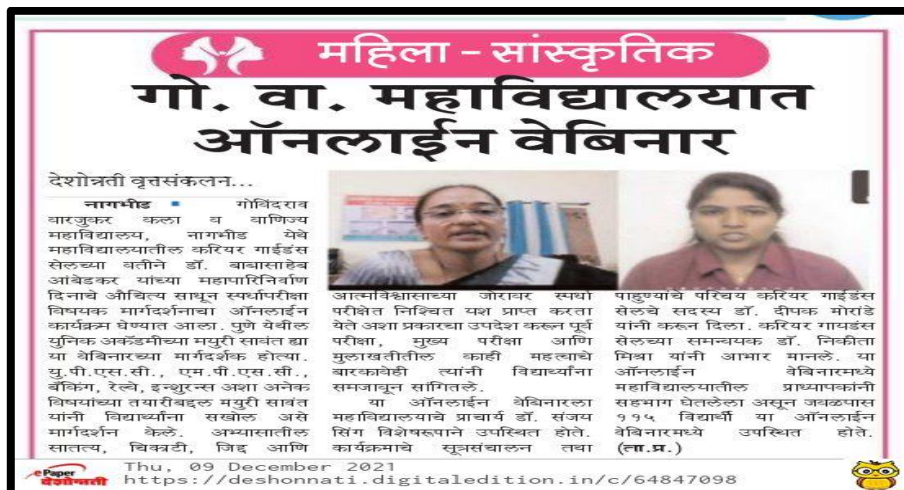 महिला - सांस्कृतिक
गो. वा. महाविद्यालयात
ऑनलाईन वेबिनार
देशोन्नती वृत्तसंकलन...
नागभीड ▪ गोविंदराव
वारजुकर कला व वाणिज्य
महाविद्यालय, नागभीड येथे
महाविद्यालयातील करियर गाईडंस
सेलच्या वतीने डॉ. बाबासाहेब
आंबेडकर यांच्या महापारिनिर्वाण
दिनाचे औचित्य साधून स्पर्धापरीक्षा
विषयक मार्गदर्शनाचा ऑनलाईन
कार्यक्रम घेण्यात आला. पुणे येथील
युनिक अकॅडमीच्या मयुरी सावंत ह्या
या वेबिनारच्या मार्गदर्शक होत्या.
यु.पी.एस.सी., एम.पी.एस.सी.,
बँकिंग, रेल्वे, इन्शुरन्स अशा अनेक
विषयांच्या तयारीबद्दल मयुरी सावंत
यांनी विद्यार्थ्यांना सखोल असे
मार्गदर्शन केले. अभ्यासातील
सातत्य, चिकाटी, जिद्द आणि
आत्मविश्वासाच्या जोरावर स्पर्धा
परीक्षेत निश्चित यश प्राप्त करता
येते अशा प्रकारचा उपदेश करून पूर्व
परीक्षा, मुख्य परीक्षा आणि
मुलाखतीतील काही महत्वाचे
बारकावेही त्यांनी विद्यार्थ्यांना
समजावून सांगितले.
या ऑनलाईन वेबिनारला
महाविद्यालयाचे प्राचार्य डॉ. संजय
सिंग विशेषरूपाने उपस्थित होते.
कार्यक्रमाचे सूत्रसंचालन तथा
पाहुण्यांचे परिचय करियर गाईडंस
सेलचे सदस्य डॉ. दीपक मोरांडे
यांनी करून दिला. करियर गायडंस
सेलच्या समन्वयक डॉ. निकीता
मिश्रा यांनी आभार मानले. या
ऑनलाईन वेबिनारमध्ये
महाविद्यालयातील प्राध्यापकांनी
सहभाग घेतलेला असून जवळपास
११५ विद्यार्थी या ऑनलाईन
वेबिनारमध्ये उपस्थित होते.
(ता.प्र.)
ePaper
देशोन्नती
Thu, 09 December 2021
https://deshonnati.digitaledition.in/c/64847098